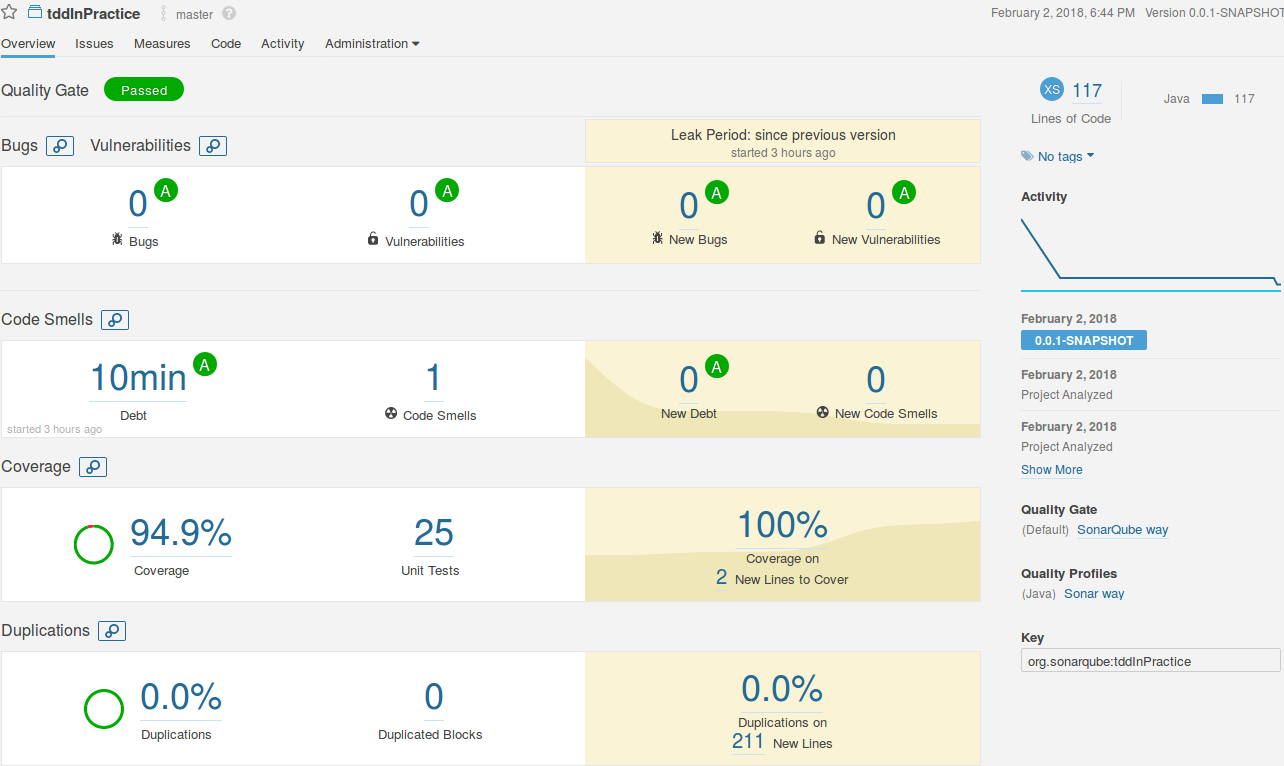 tddInPractice master ? February 2, 2018, 6:44 PM Version 0.0.1-SNAPSHOT
Overview Issues Measures Code Activity Administration
Quality Gate Passed
XS 117 Java 117
Lines of Code
Bugs Vulnerabilities
Leak Period: since previous version
started 3 hours ago
No tags
0 A 0 A 0 A 0 A
Bugs Vulnerabilities New Bugs New Vulnerabilities
Activity
Code Smells
10min A 1 0 A 0
Debt Code Smells New Debt New Code Smells
started 3 hours ago
February 2, 2018
0.0.1-SNAPSHOT
February 2, 2018
Project Analyzed
February 2, 2018
Project Analyzed
Show More
Coverage
94.9% 25 100%
Coverage Unit Tests Coverage on
2 New Lines to Cover
Quality Gate
(Default) SonarQube way
Quality Profiles
(Java) Sonar way
Duplications
0.0% 0 0.0%
Duplications Duplicated Blocks Duplications on
211 New Lines
Key
org.sonarqube:tddInPractice